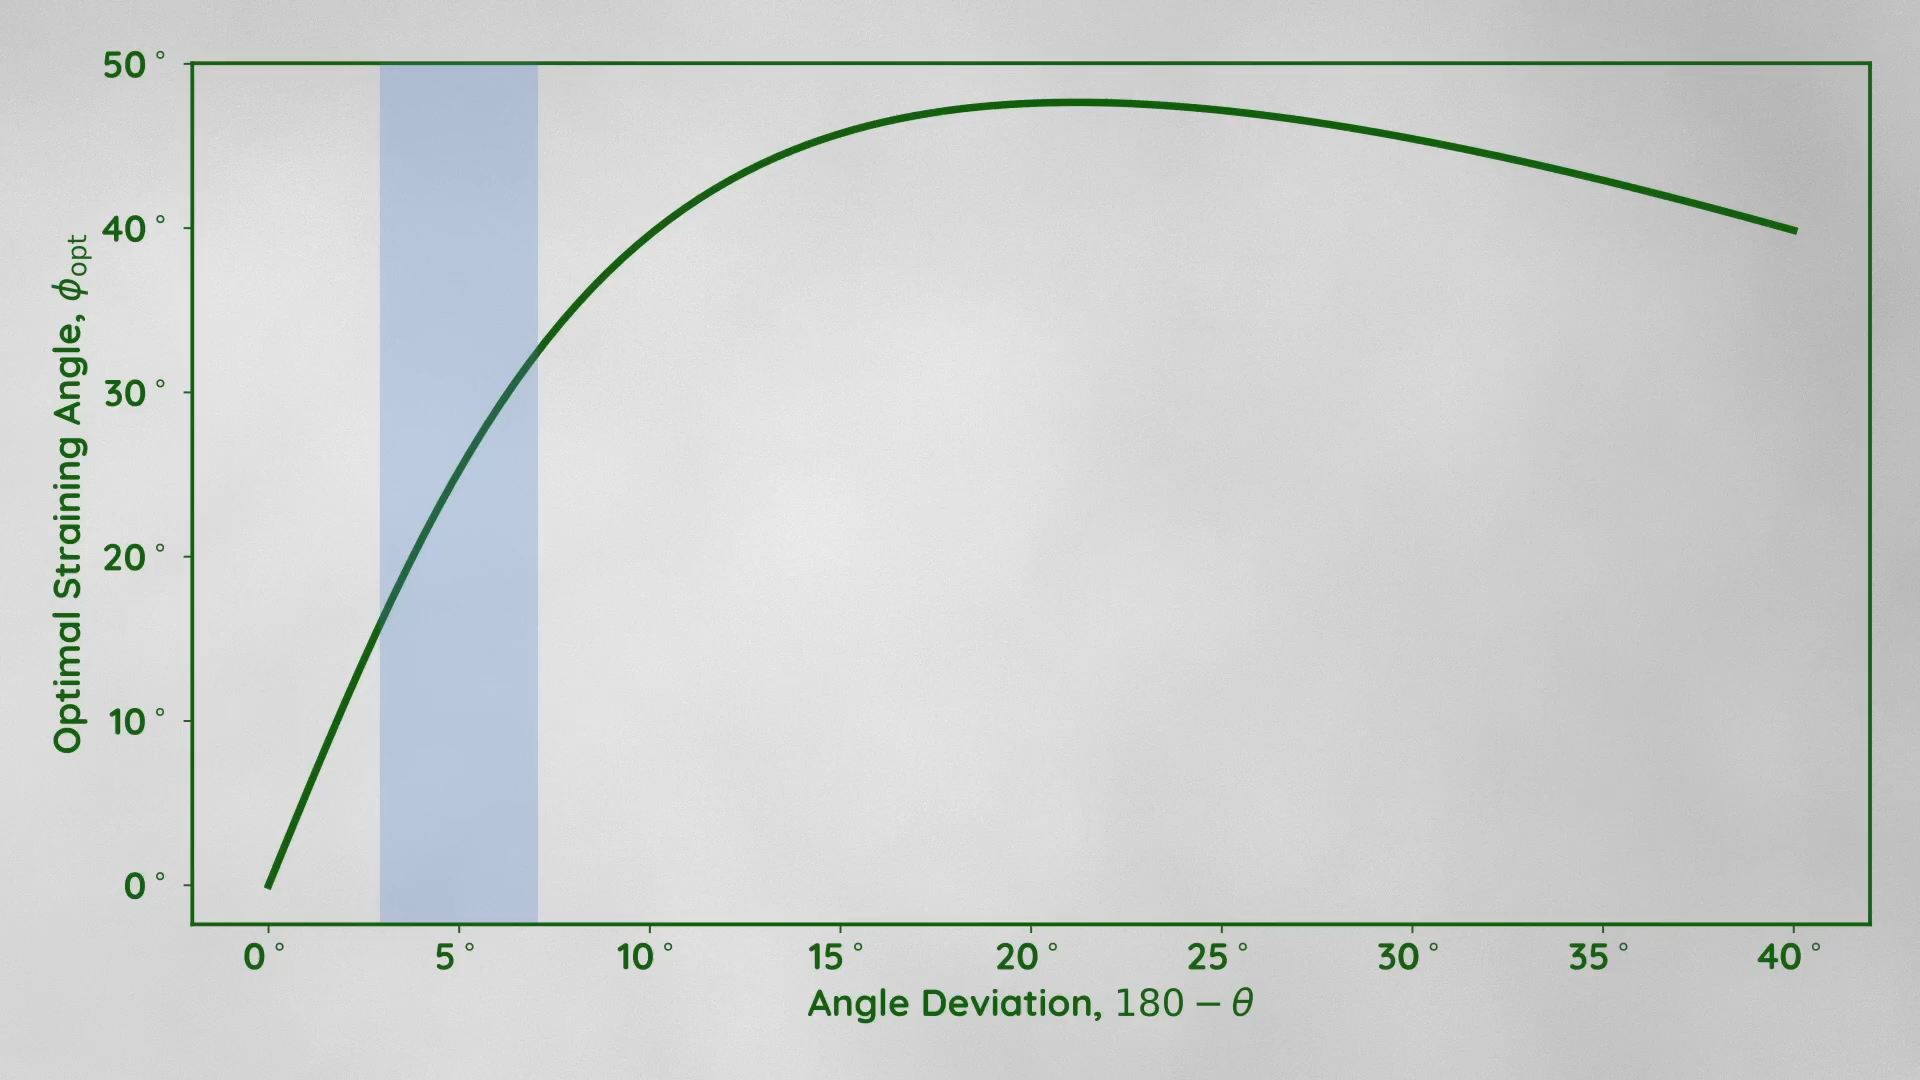 50°
40°
30°
20°
10°
0°
Optimal Straining Angle, ϕopt
0° 5° 10° 15° 20° 25° 30° 35° 40°
Angle Deviation, 180 − θ